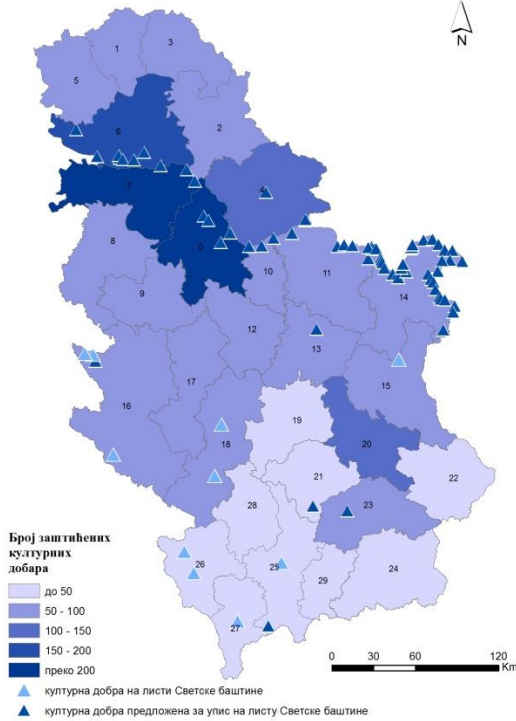 N
1
3
5
2
6
4
7
0
8
10
11
14
9
12
13
15
17
16
18
19
20
21
22
23
28
26
25
29
24
27
Број заштићених
културних
добара
до 50
50 - 100
100 - 150
150 - 200
преко 200
0 30 60 120
Km
културна добра на листи Светске баштине
културна добра предложена за упис на листу Светске баштине